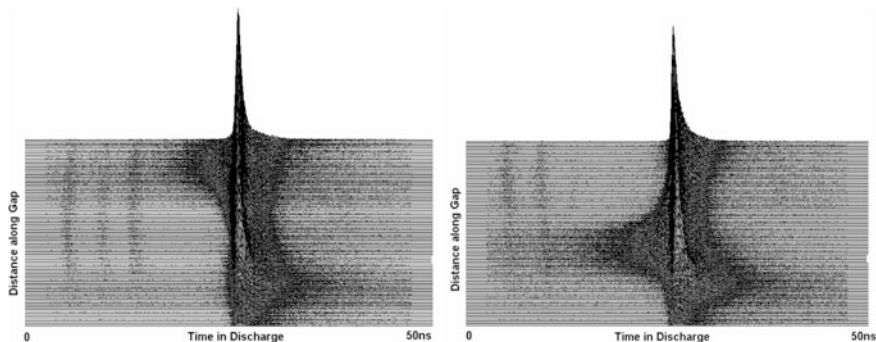 Distance along Gap
0
Time in Discharge
50ns
Distance along Gap
0
Time in Discharge
50ns